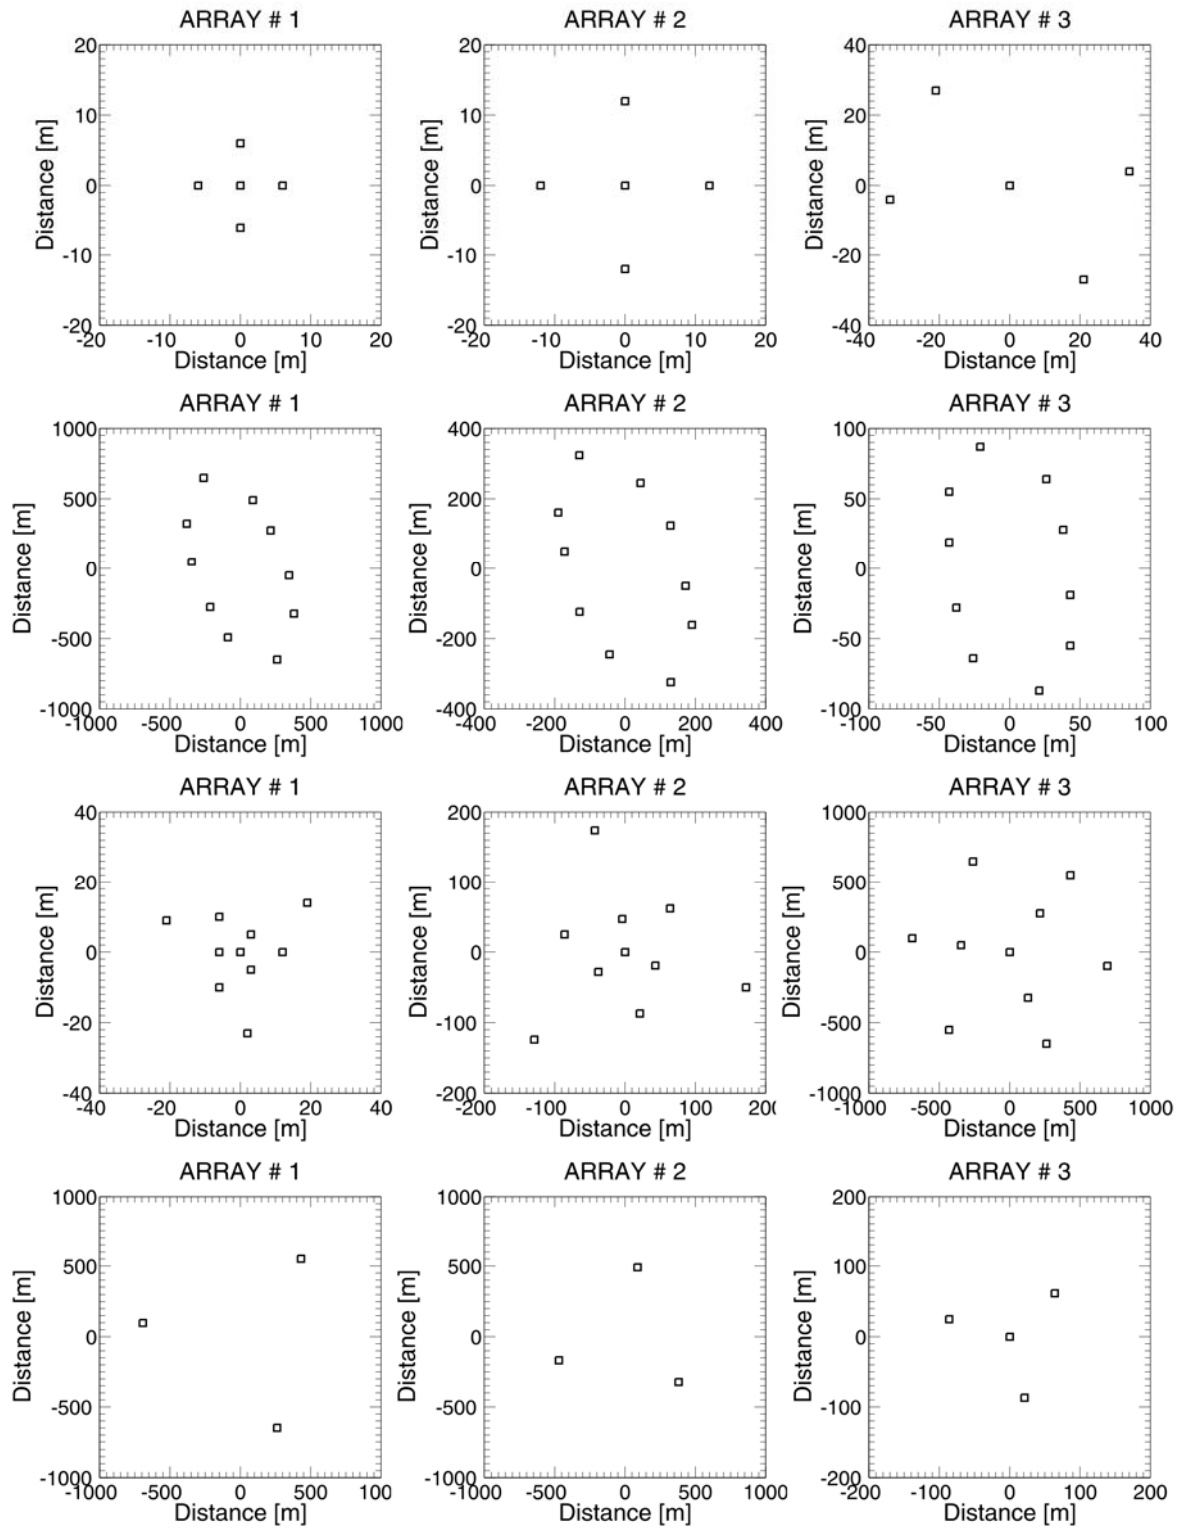 ARRAY # 1 ARRAY # 2 ARRAY # 3
20 20 40
10 10 20
Distance [m] 0 Distance [m] 0 Distance [m] 0
-10 -10 -20
-20 -20 -40
-20 -10 0 10 20 -20 -10 0 10 20 -40 -20 0 20 40
Distance [m] Distance [m] Distance [m]
ARRAY # 1 ARRAY # 2 ARRAY # 3
1000 400 100
500 200 50
Distance [m] 0 Distance [m] 0 Distance [m] 0
-500 -200 -50
-1000 -400 -100
-1000 -500 0 500 1000 -400 -200 0 200 400 -100 -50 0 50 100
Distance [m] Distance [m] Distance [m]
ARRAY # 1 ARRAY # 2 ARRAY # 3
40 200 1000
20 100 500
Distance [m] 0 Distance [m] 0 Distance [m] 0
-20 -100 -500
-40 -200 -1000
-40 -20 0 20 40 -200 -100 0 100 200 -1000 -500 0 500 1000
Distance [m] Distance [m] Distance [m]
ARRAY # 1 ARRAY # 2 ARRAY # 3
1000 1000 200
500 500 100
Distance [m] 0 Distance [m] 0 Distance [m] 0
-500 -500 -100
-1000 -1000 -200
-1000 -500 0 500 1000 -1000 -500 0 500 1000 -200 -100 0 100 200
Distance [m] Distance [m] Distance [m]